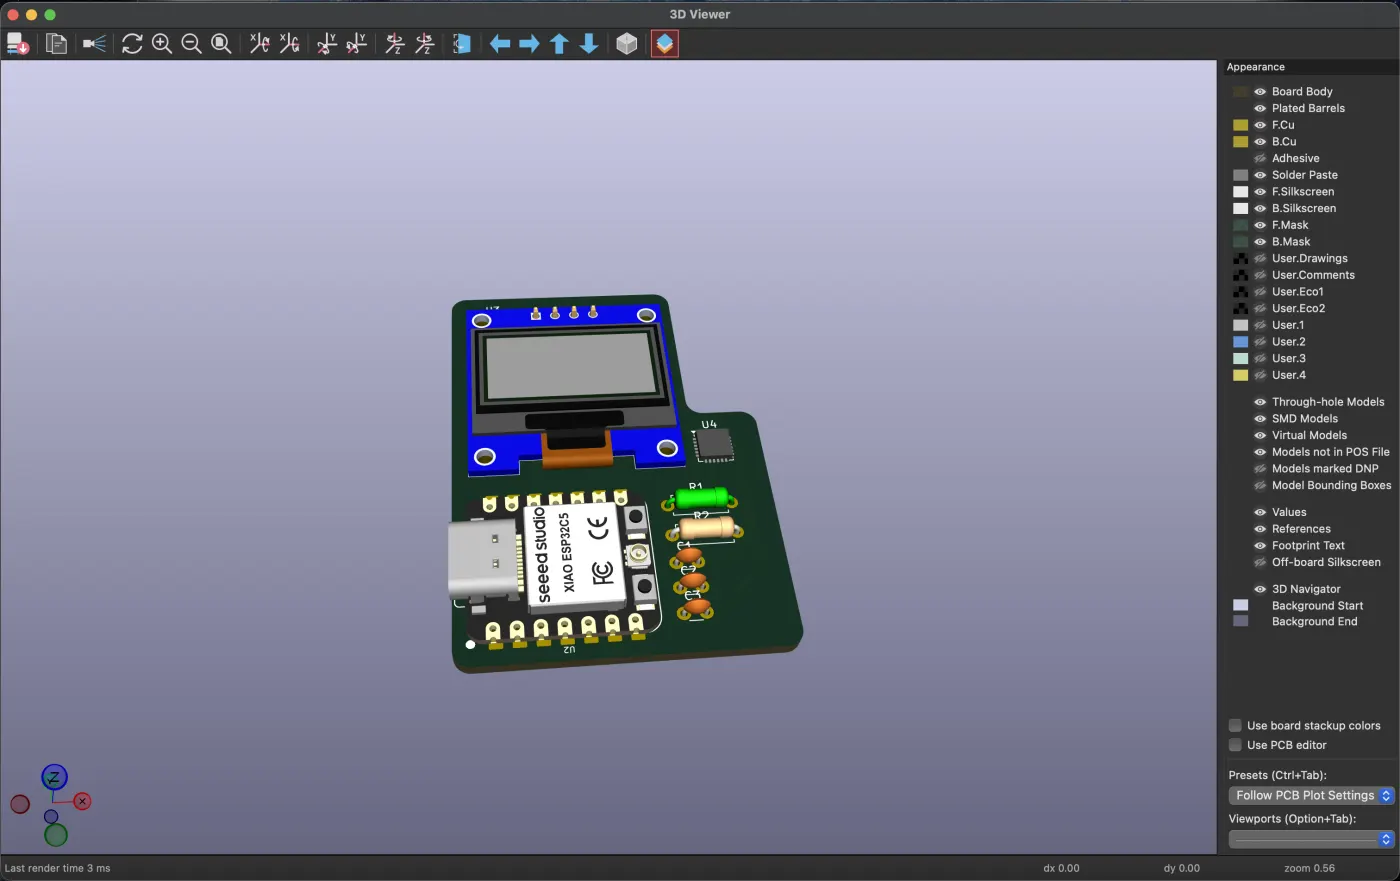 3D Viewer
Appearance
Board Body
Plated Barrels
F.Cu
B.Cu
Adhesive
Solder Paste
F.Silkscreen
B.Silkscreen
F.Mask
B.Mask
User.Drawings
User.Comments
User.Eco1
User.Eco2
User.1
User.2
User.3
User.4
Through-hole Models
SMD Models
Virtual Models
Models not in POS File
Models marked DNP
Model Bounding Boxes
Values
References
Footprint Text
Off-board Silkscreen
3D Navigator
Background Start
Background End
Use board stackup colors
Use PCB editor
Presets (Ctrl+Tab):
Follow PCB Plot Settings
Viewports (Option+Tab):
U4
R1
R2
seeed studio
XIAO ESP32C5
FC CE
U2
Z
X
Last render time 3 ms
dx 0.00
dy 0.00
zoom 0.56